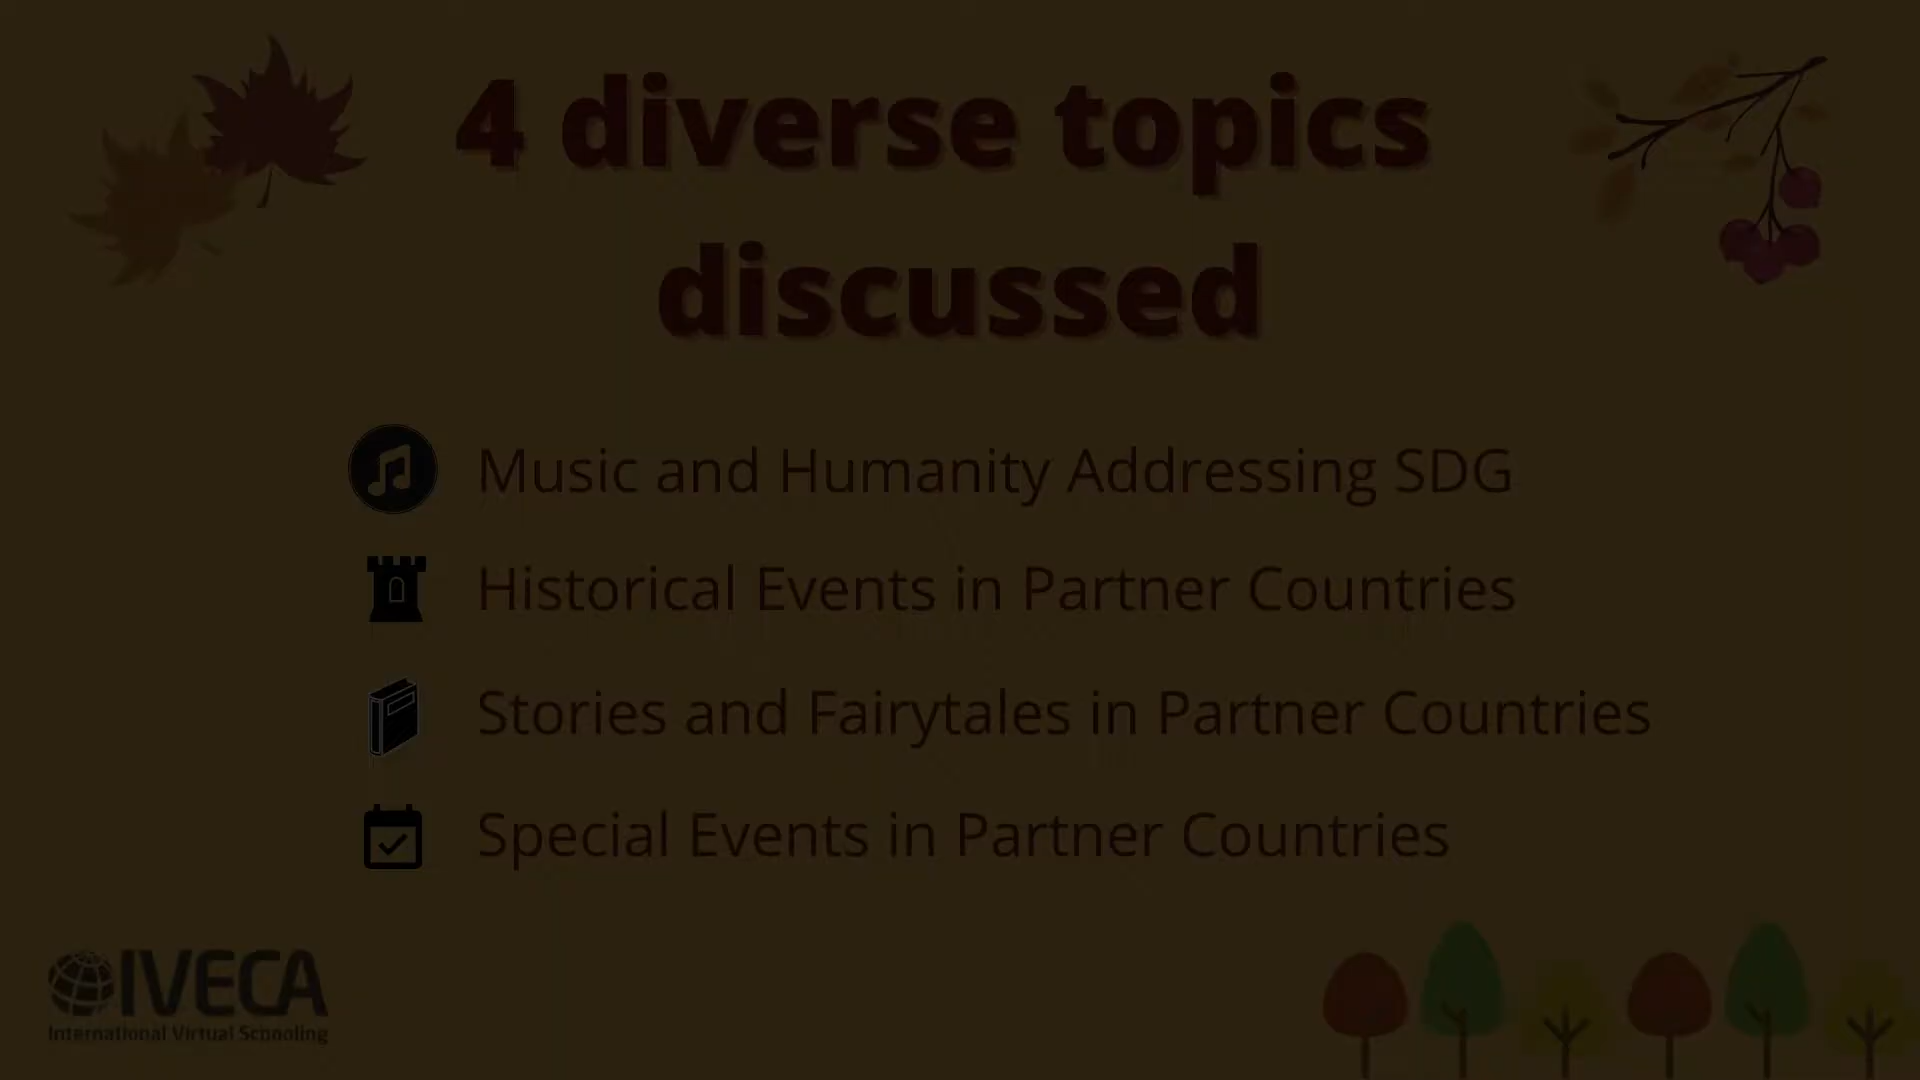 4 diverse topics
discussed
Music and Humanity Addressing SDG
Historical Events in Partner Countries
Stories and Fairytales in Partner Countries
Special Events in Partner Countries
IVECA
International Virtual Schooling